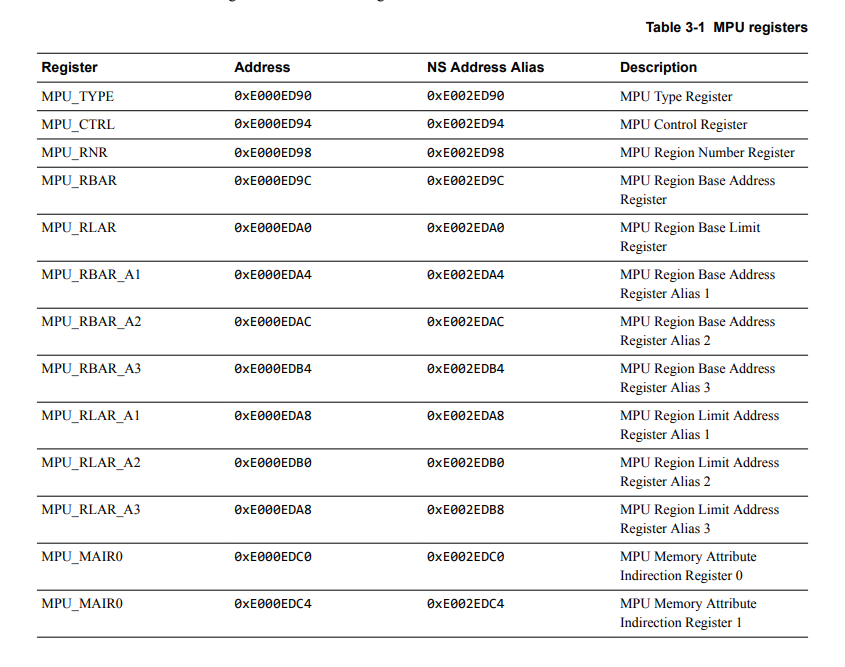 Table 3-1 MPU registers
Register Address NS Address Alias Description
MPU_TYPE 0xE000ED90 0xE002ED90 MPU Type Register
MPU_CTRL 0xE000ED94 0xE002ED94 MPU Control Register
MPU_RNR 0xE000ED98 0xE002ED98 MPU Region Number Register
MPU_RBAR 0xE000ED9C 0xE002ED9C MPU Region Base Address
Register
MPU_RLAR 0xE000EDA0 0xE002EDA0 MPU Region Base Limit
Register
MPU_RBAR_A1 0xE000EDA4 0xE002EDA4 MPU Region Base Address
Register Alias 1
MPU_RBAR_A2 0xE000EDAC 0xE002EDAC MPU Region Base Address
Register Alias 2
MPU_RBAR_A3 0xE000EDB4 0xE002EDB4 MPU Region Base Address
Register Alias 3
MPU_RLAR_A1 0xE000EDA8 0xE002EDA8 MPU Region Limit Address
Register Alias 1
MPU_RLAR_A2 0xE000EDB0 0xE002EDB0 MPU Region Limit Address
Register Alias 2
MPU_RLAR_A3 0xE000EDA8 0xE002EDB8 MPU Region Limit Address
Register Alias 3
MPU_MAIR0 0xE000EDC0 0xE002EDC0 MPU Memory Attribute
Indirection Register 0
MPU_MAIR0 0xE000EDC4 0xE002EDC4 MPU Memory Attribute
Indirection Register 1